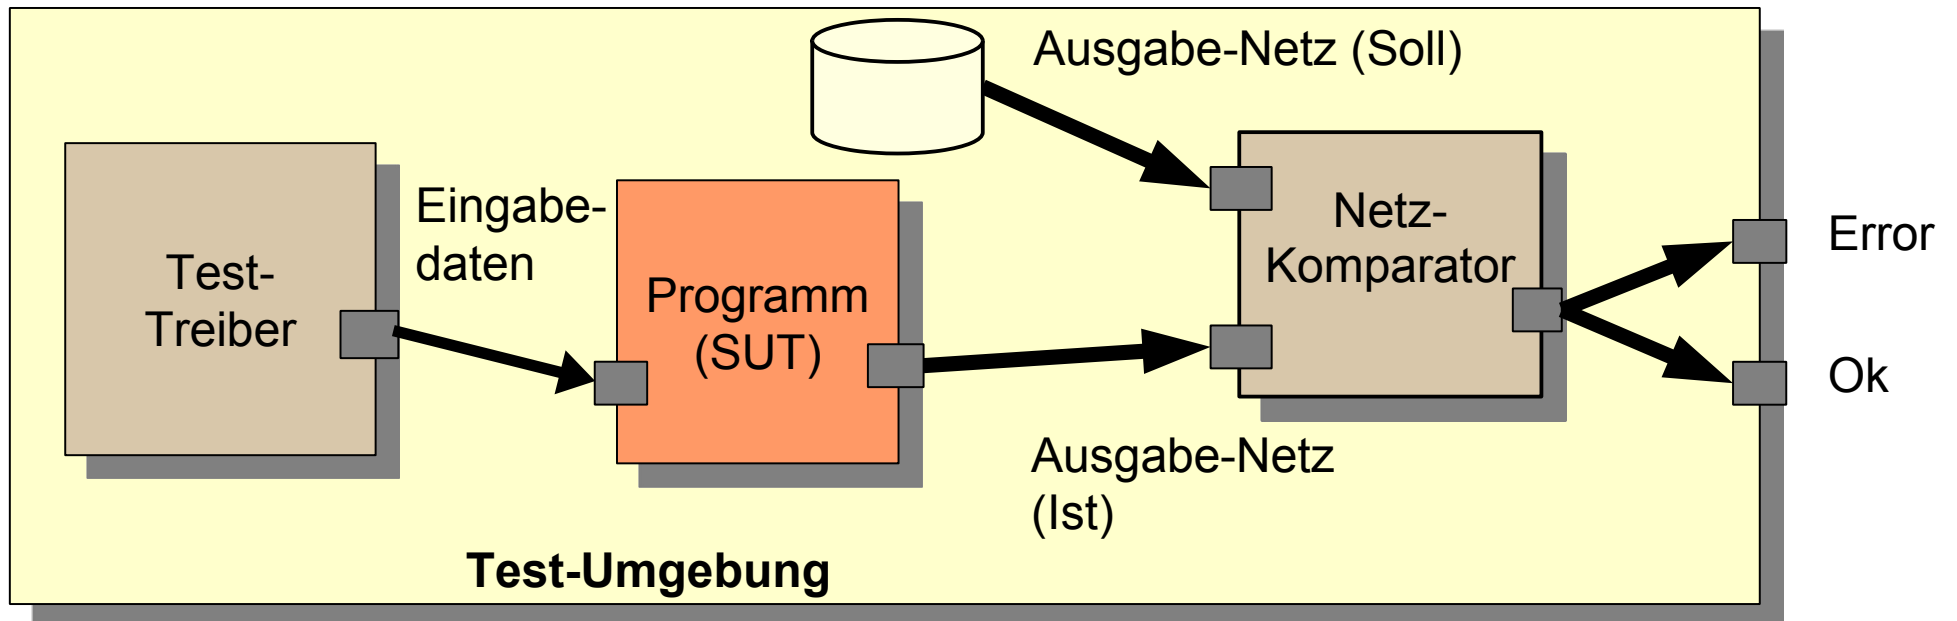 Ausgabe-Netz (Soll)
Eingabe-
daten
Test-
Treiber
Programm
(SUT)
Netz-
Komparator
Error
Ok
Ausgabe-Netz
(Ist)
Test-Umgebung